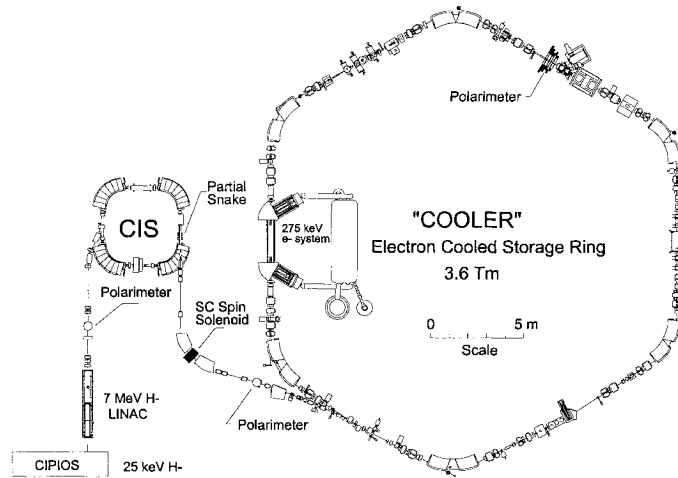 Polarimeter
Partial
Snake
CIS
275 keV
e- system
"COOLER"
Electron Cooled Storage Ring
3.6 Tm
Polarimeter
SC Spin
Solenoid
0
5 m
Scale
7 MeV H-
LINAC
Polarimeter
CIPIOS
25 keV H-